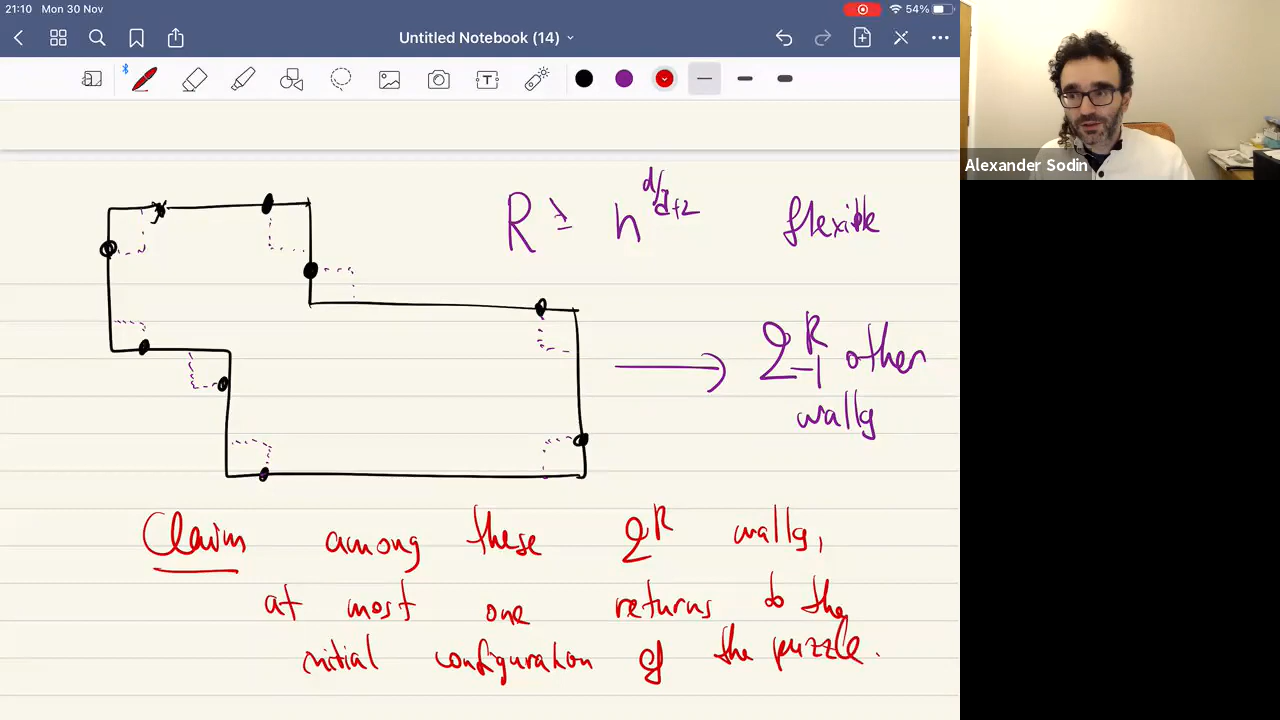 21:10 Mon 30 Nov
54%
Untitled Notebook (14)
Alexander Sodin
R ≥ n^{d/d+2} flexible
2^R - 1 other
walls
Claim among these 2^R walls,
at most one returns to the
initial configuration of the puzzle.